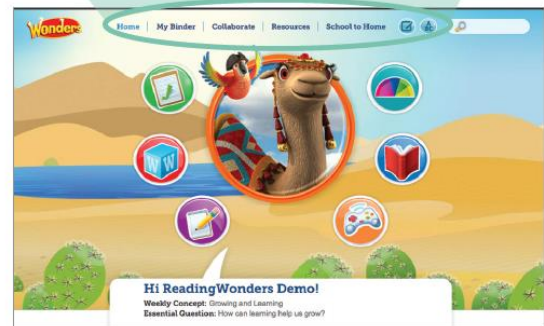 Wonders
Home | My Binder | Collaborate | Resources | School to Home
W W
Hi ReadingWonders Demo!
Weekly Concept: Growing and Learning
Essential Question: How can learning help us grow?